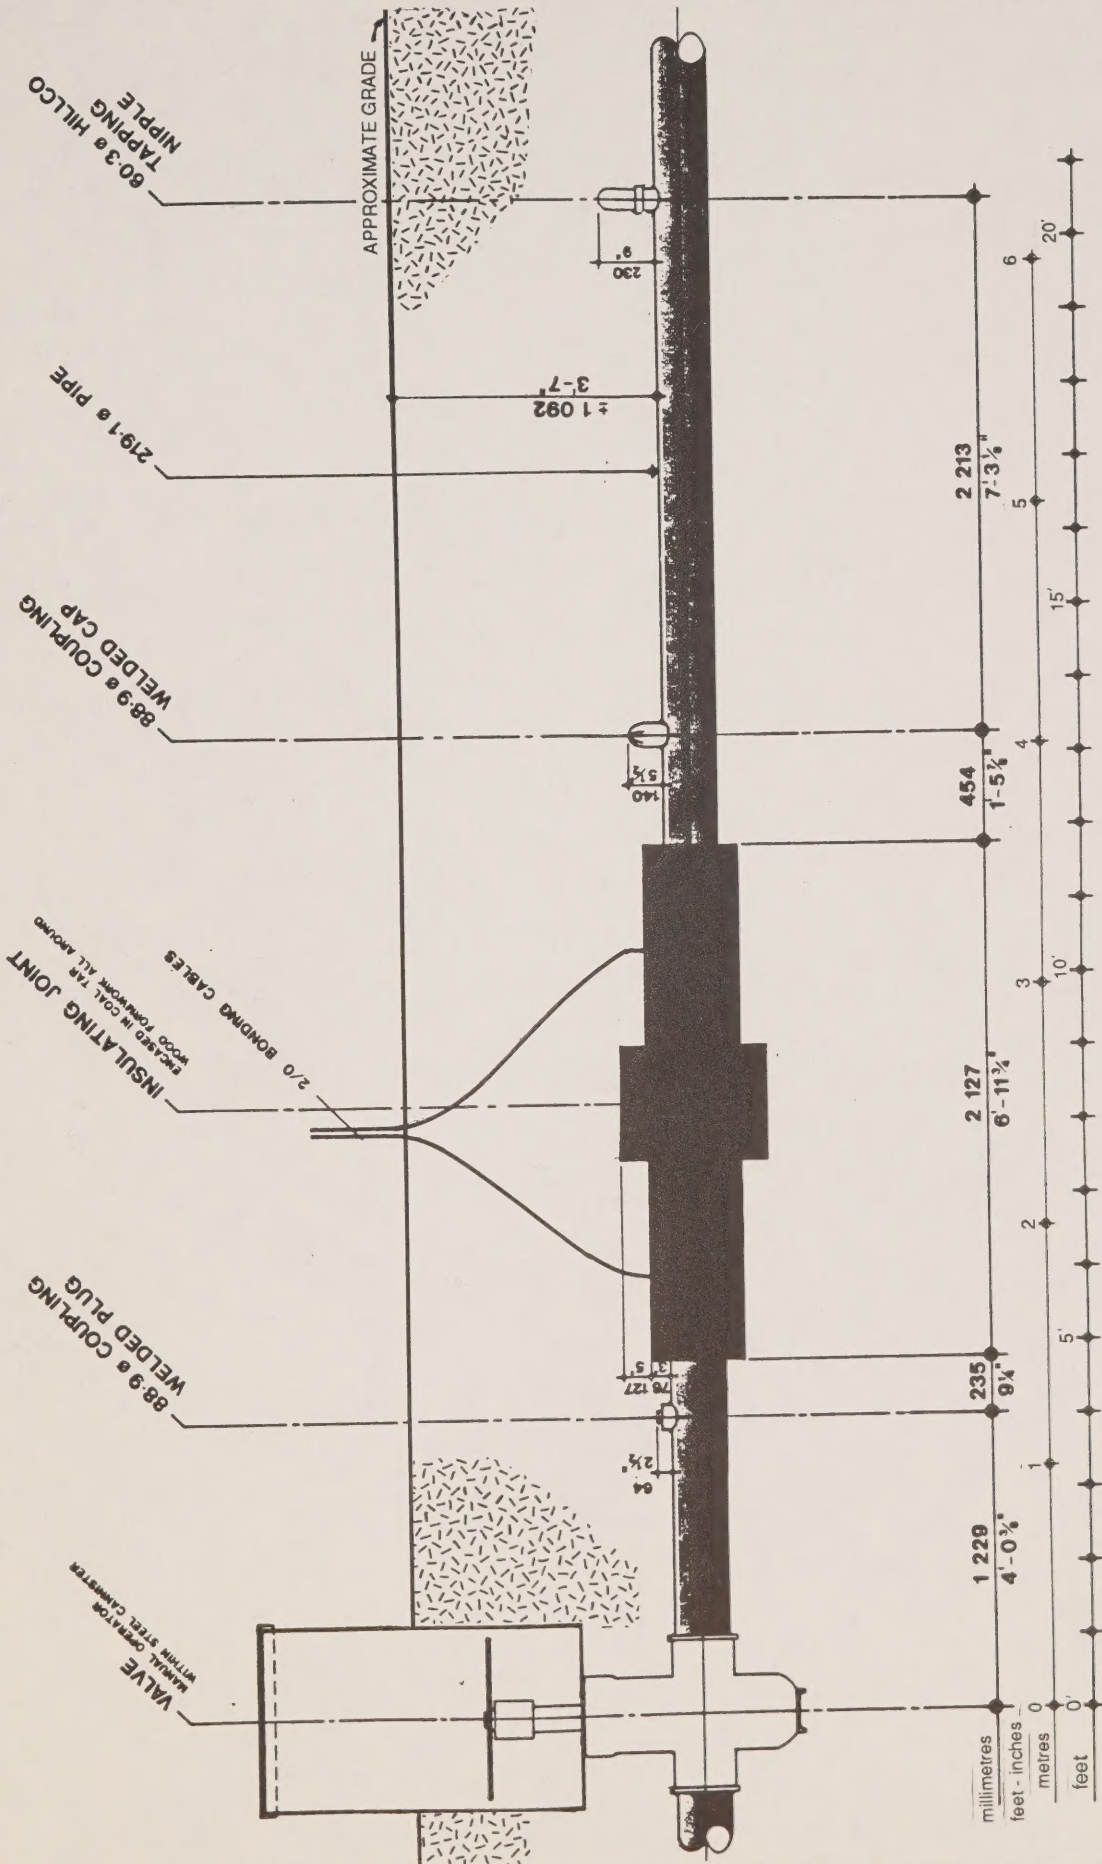 VALVE
MANUAL OPERATOR
WITHIN STEEL CANNISTER
88·9 ø COUPLING
WELDED PLUG
INSULATING JOINT
ENCASED IN COAL TAR
WOOD FORMWORK ALL AROUND
2/0 BONDING CABLES
88·9 ø COUPLING
WELDED CAP
219·1 ø PIPE
60·3 ø HILLCO
TAPPING
NIPPLE
APPROXIMATE GRADE
64
2½"
76
3"
127
5"
140
5½"
± 1 092
3'-7"
230
9"
millimetres
feet - inches
1 229
4'-0⅜"
235
9¼"
2 127
6'-11¾"
454
1'-5⅞"
2 213
7'-3⅛"
metres
0 1 2 3 4 5 6
feet
0' 5' 10' 15' 20'